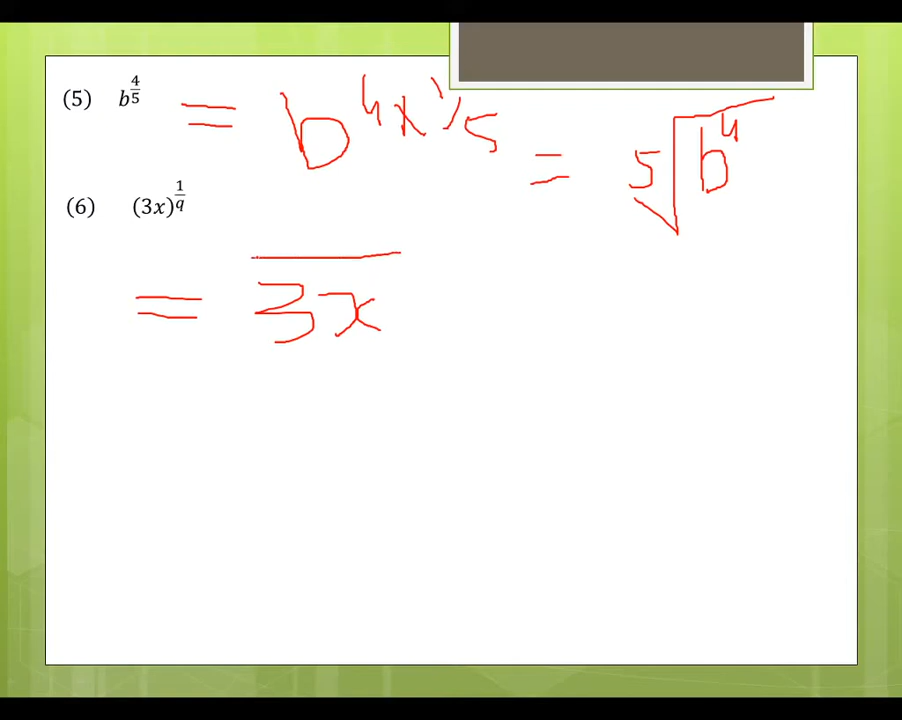 (5) b^{4/5} = b^{4x1/5} = ⁵√b⁴
(6) (3x)^{1/q}
= 3x